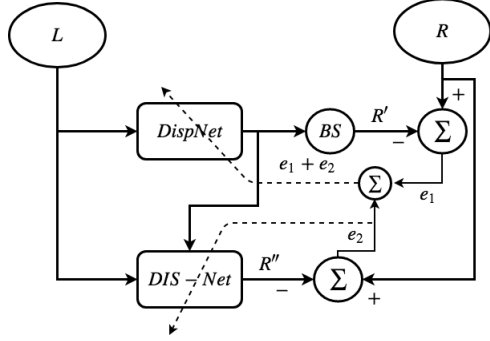 L
R
+
DispNet
BS
R′
−
Σ
e₁ + e₂
Σ
e₁
e₂
DIS − Net
R″
−
Σ
+